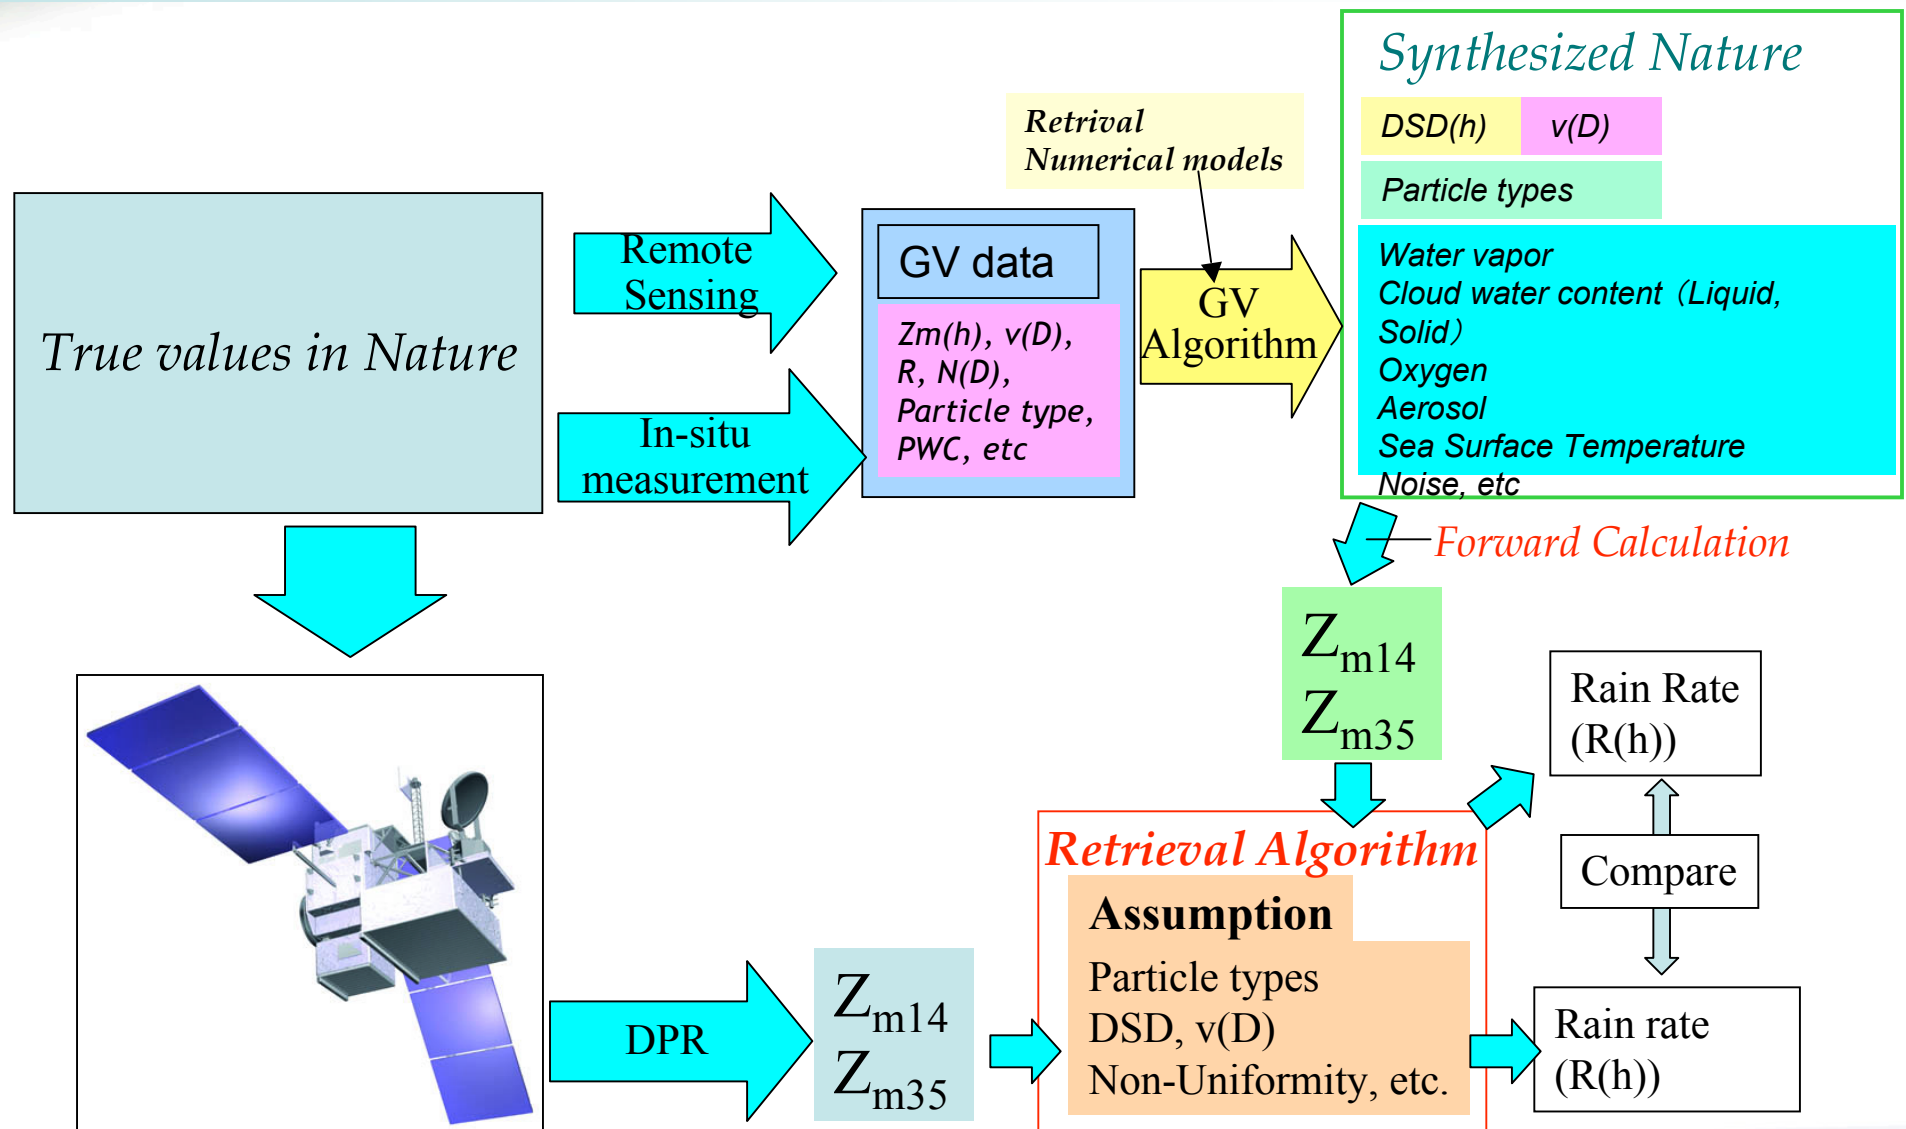 Synthesized Nature
DSD(h)
v(D)
Particle types
Water vapor
Cloud water content（Liquid,
Solid）
Oxygen
Aerosol
Sea Surface Temperature
Noise, etc
Retrival
Numerical models
True values in Nature
Remote
Sensing
In-situ
measurement
GV data
Zm(h), v(D),
R, N(D),
Particle type,
PWC, etc
GV
Algorithm
Forward Calculation
Zm14
Zm35
Rain Rate
(R(h))
Compare
Rain rate
(R(h))
Retrieval Algorithm
Assumption
Particle types
DSD, v(D)
Non-Uniformity, etc.
DPR
Zm14
Zm35